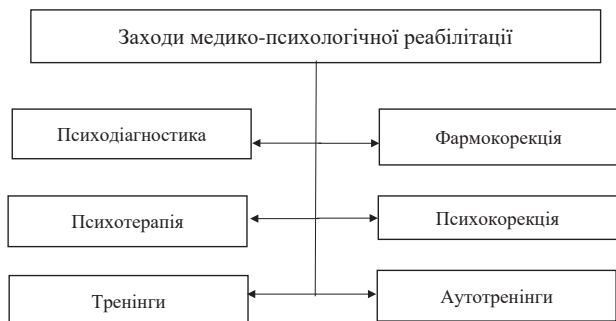 Заходи медико-психологічної реабілітації
Психодіагностика
Фармокорекція
Психотерапія
Психокорекція
Тренінги
Аутотренінги